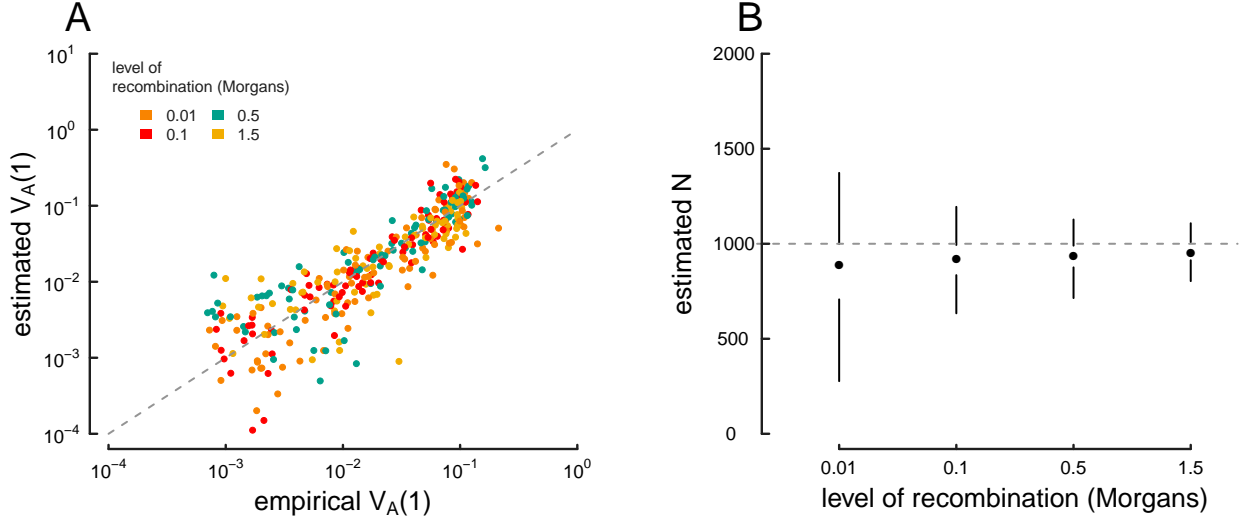 A
estimated V_A(1)
10^1
10^0
10^−1
10^−2
10^−3
10^−4
level of
recombination (Morgans)
0.01 0.5
0.1 1.5
10^−4 10^−3 10^−2 10^−1 10^0
empirical V_A(1)
B
estimated N
2000
1500
1000
500
0
0.01 0.1 0.5 1.5
level of recombination (Morgans)